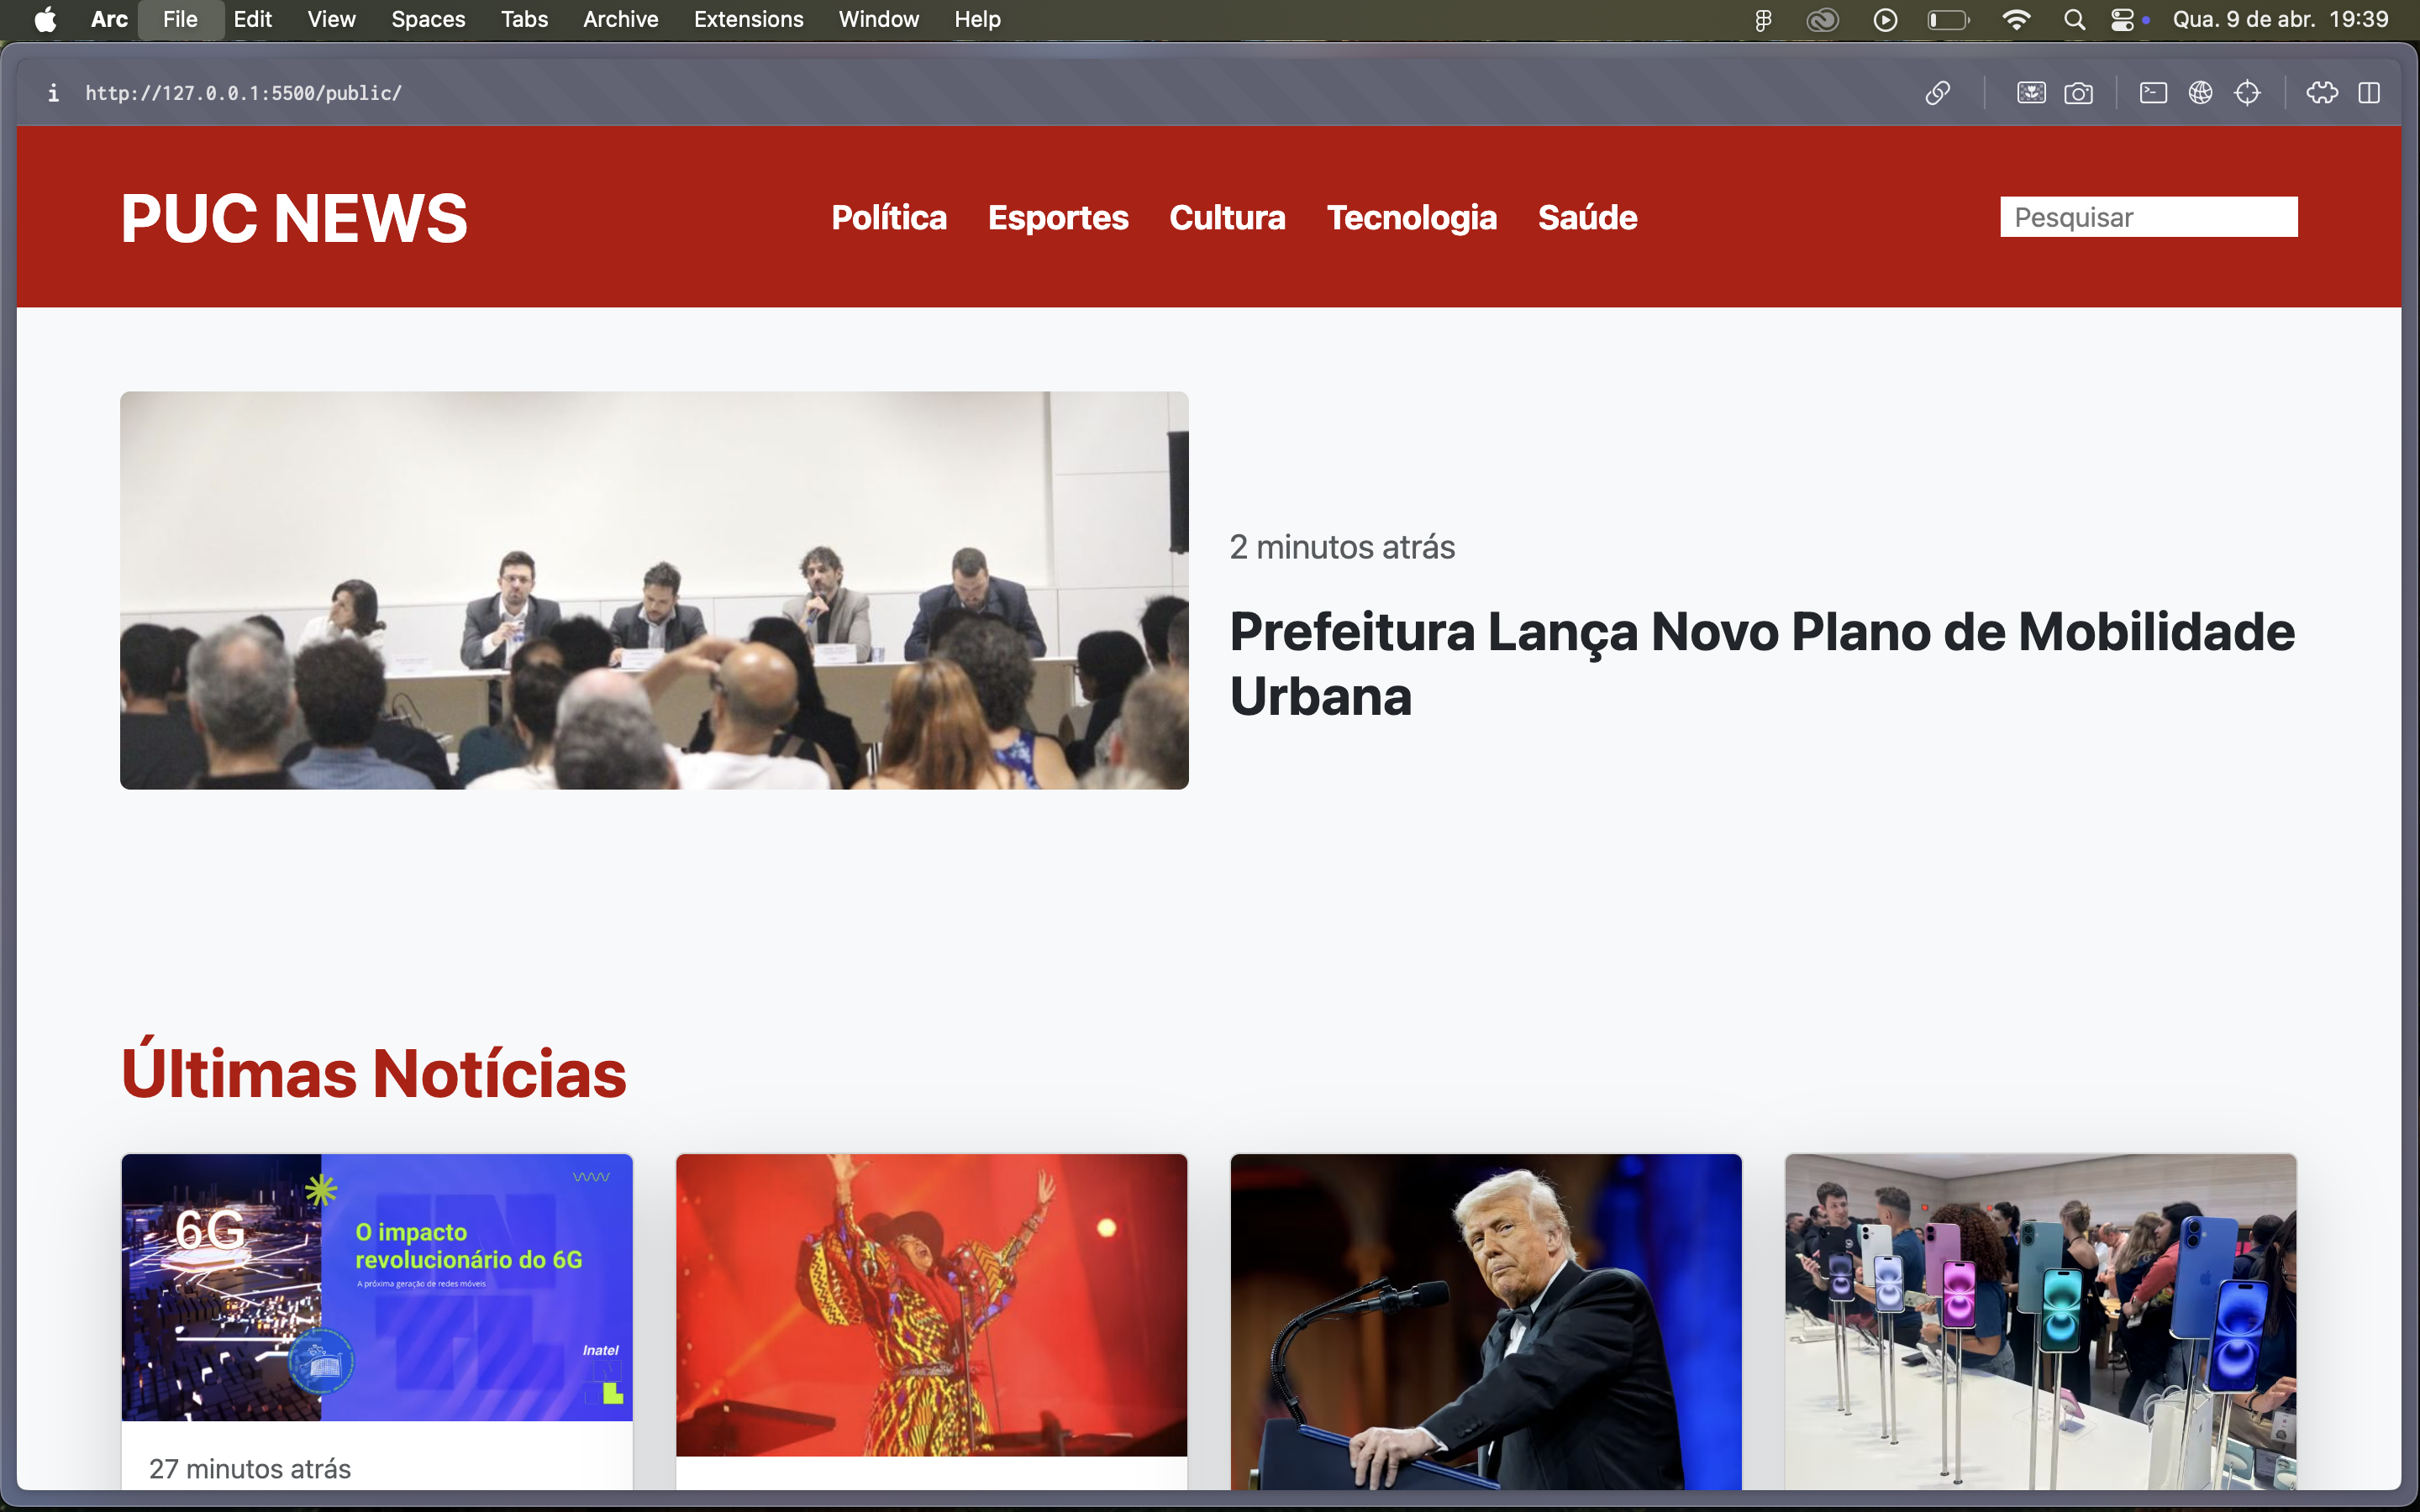 Arc File Edit View Spaces Tabs Archive Extensions Window Help Qua. 9 de abr. 19:39
http://127.0.0.1:5500/public/
PUC NEWS
Política Esportes Cultura Tecnologia Saúde
Pesquisar
2 minutos atrás
Prefeitura Lança Novo Plano de Mobilidade
Urbana
Últimas Notícias
6G
O impacto
revolucionário do 6G
A próxima geração de redes móveis
Inatel
27 minutos atrás